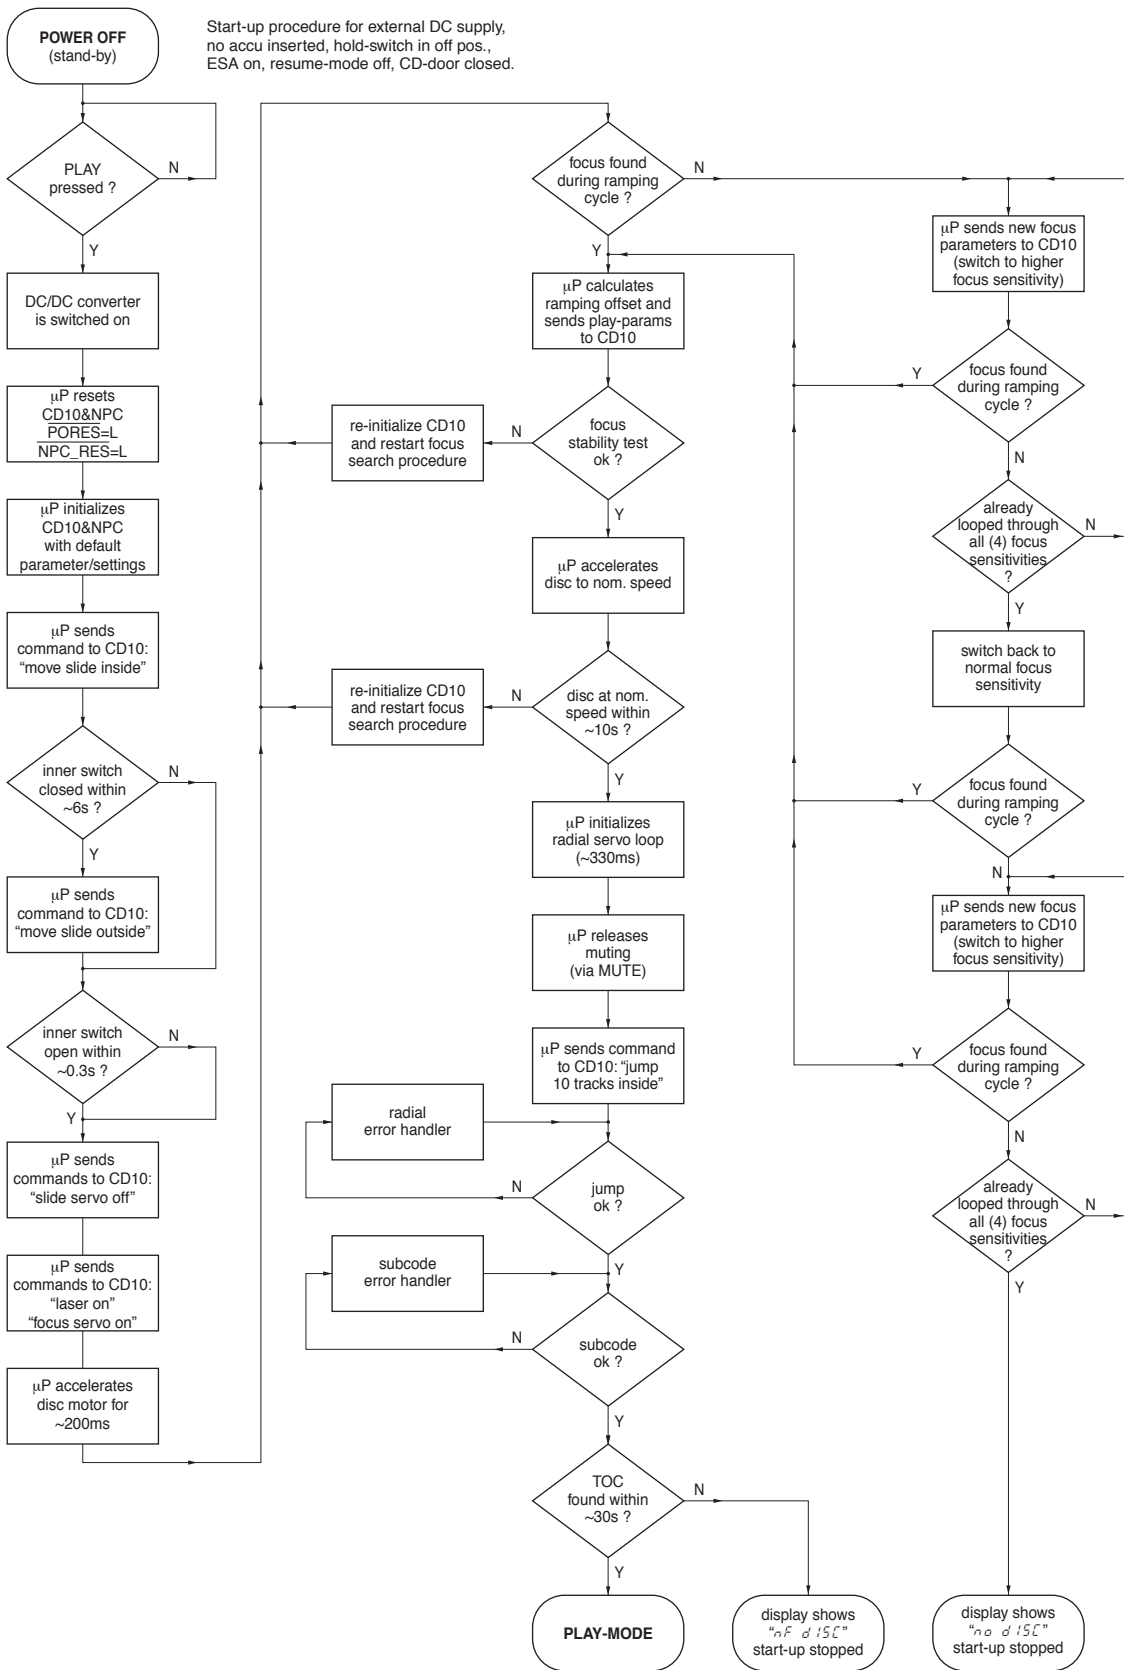 POWER OFF
(stand-by)
Start-up procedure for external DC supply,
no accu inserted, hold-switch in off pos.,
ESA on, resume-mode off, CD-door closed.
PLAY
pressed ?
N
Y
DC/DC converter
is switched on
µP resets
CD10&NPC
PORES=L
NPC_RES=L
µP initializes
CD10&NPC
with default
parameter/settings
µP sends
command to CD10:
“move slide inside”
inner switch
closed within
~6s ?
N
Y
µP sends
command to CD10:
“move slide outside”
inner switch
open within
~0.3s ?
N
Y
µP sends
commands to CD10:
“slide servo off”
µP sends
commands to CD10:
“laser on”
“focus servo on”
µP accelerates
disc motor for
~200ms
focus found
during ramping
cycle ?
N
Y
µP calculates
ramping offset and
sends play-params
to CD10
focus
stability test
ok ?
N
re-initialize CD10
and restart focus
search procedure
Y
µP accelerates
disc to nom. speed
disc at nom.
speed within
~10s ?
N
re-initialize CD10
and restart focus
search procedure
Y
µP initializes
radial servo loop
(~330ms)
µP releases
muting
(via MUTE)
µP sends command
to CD10: “jump
10 tracks inside”
radial
error handler
jump
ok ?
N
Y
subcode
error handler
subcode
ok ?
N
Y
TOC
found within
~30s ?
N
Y
PLAY-MODE
display shows
“nF dISC”
start-up stopped
µP sends new focus
parameters to CD10
(switch to higher
focus sensitivity)
focus found
during ramping
cycle ?
Y
N
already
looped through
all (4) focus
sensitivities
?
N
Y
switch back to
normal focus
sensitivity
focus found
during ramping
cycle ?
Y
N
µP sends new focus
parameters to CD10
(switch to higher
focus sensitivity)
focus found
during ramping
cycle ?
Y
N
already
looped through
all (4) focus
sensitivities
?
N
Y
display shows
“no dISC”
start-up stopped